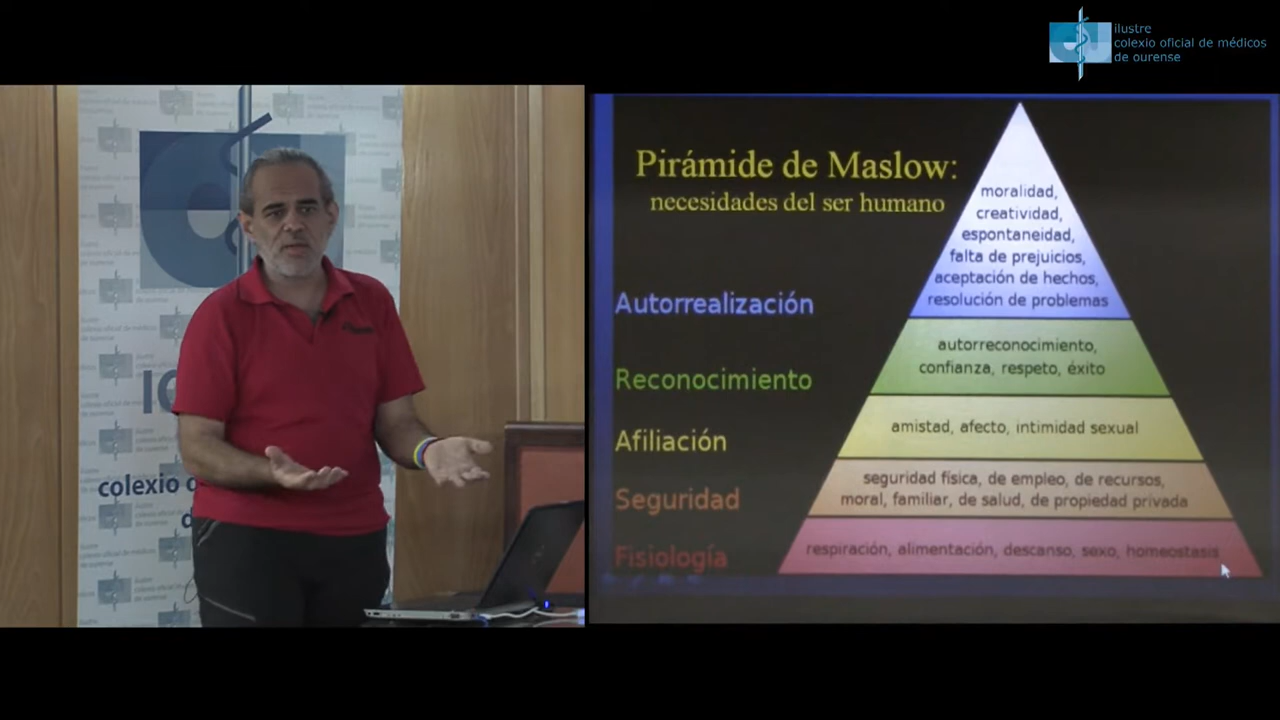 ilustre
colexio oficial de médicos
de ourense
Pirámide de Maslow:
necesidades del ser humano
moralidad,
creatividad,
espontaneidad,
falta de prejuicios,
aceptación de hechos,
resolución de problemas
Autorrealización
autorreconocimiento,
confianza, respeto, éxito
Reconocimiento
amistad, afecto, intimidad sexual
Afiliación
seguridad física, de empleo, de recursos,
moral, familiar, de salud, de propiedad privada
Seguridad
respiración, alimentación, descanso, sexo, homeostasis
Fisiología
colexio